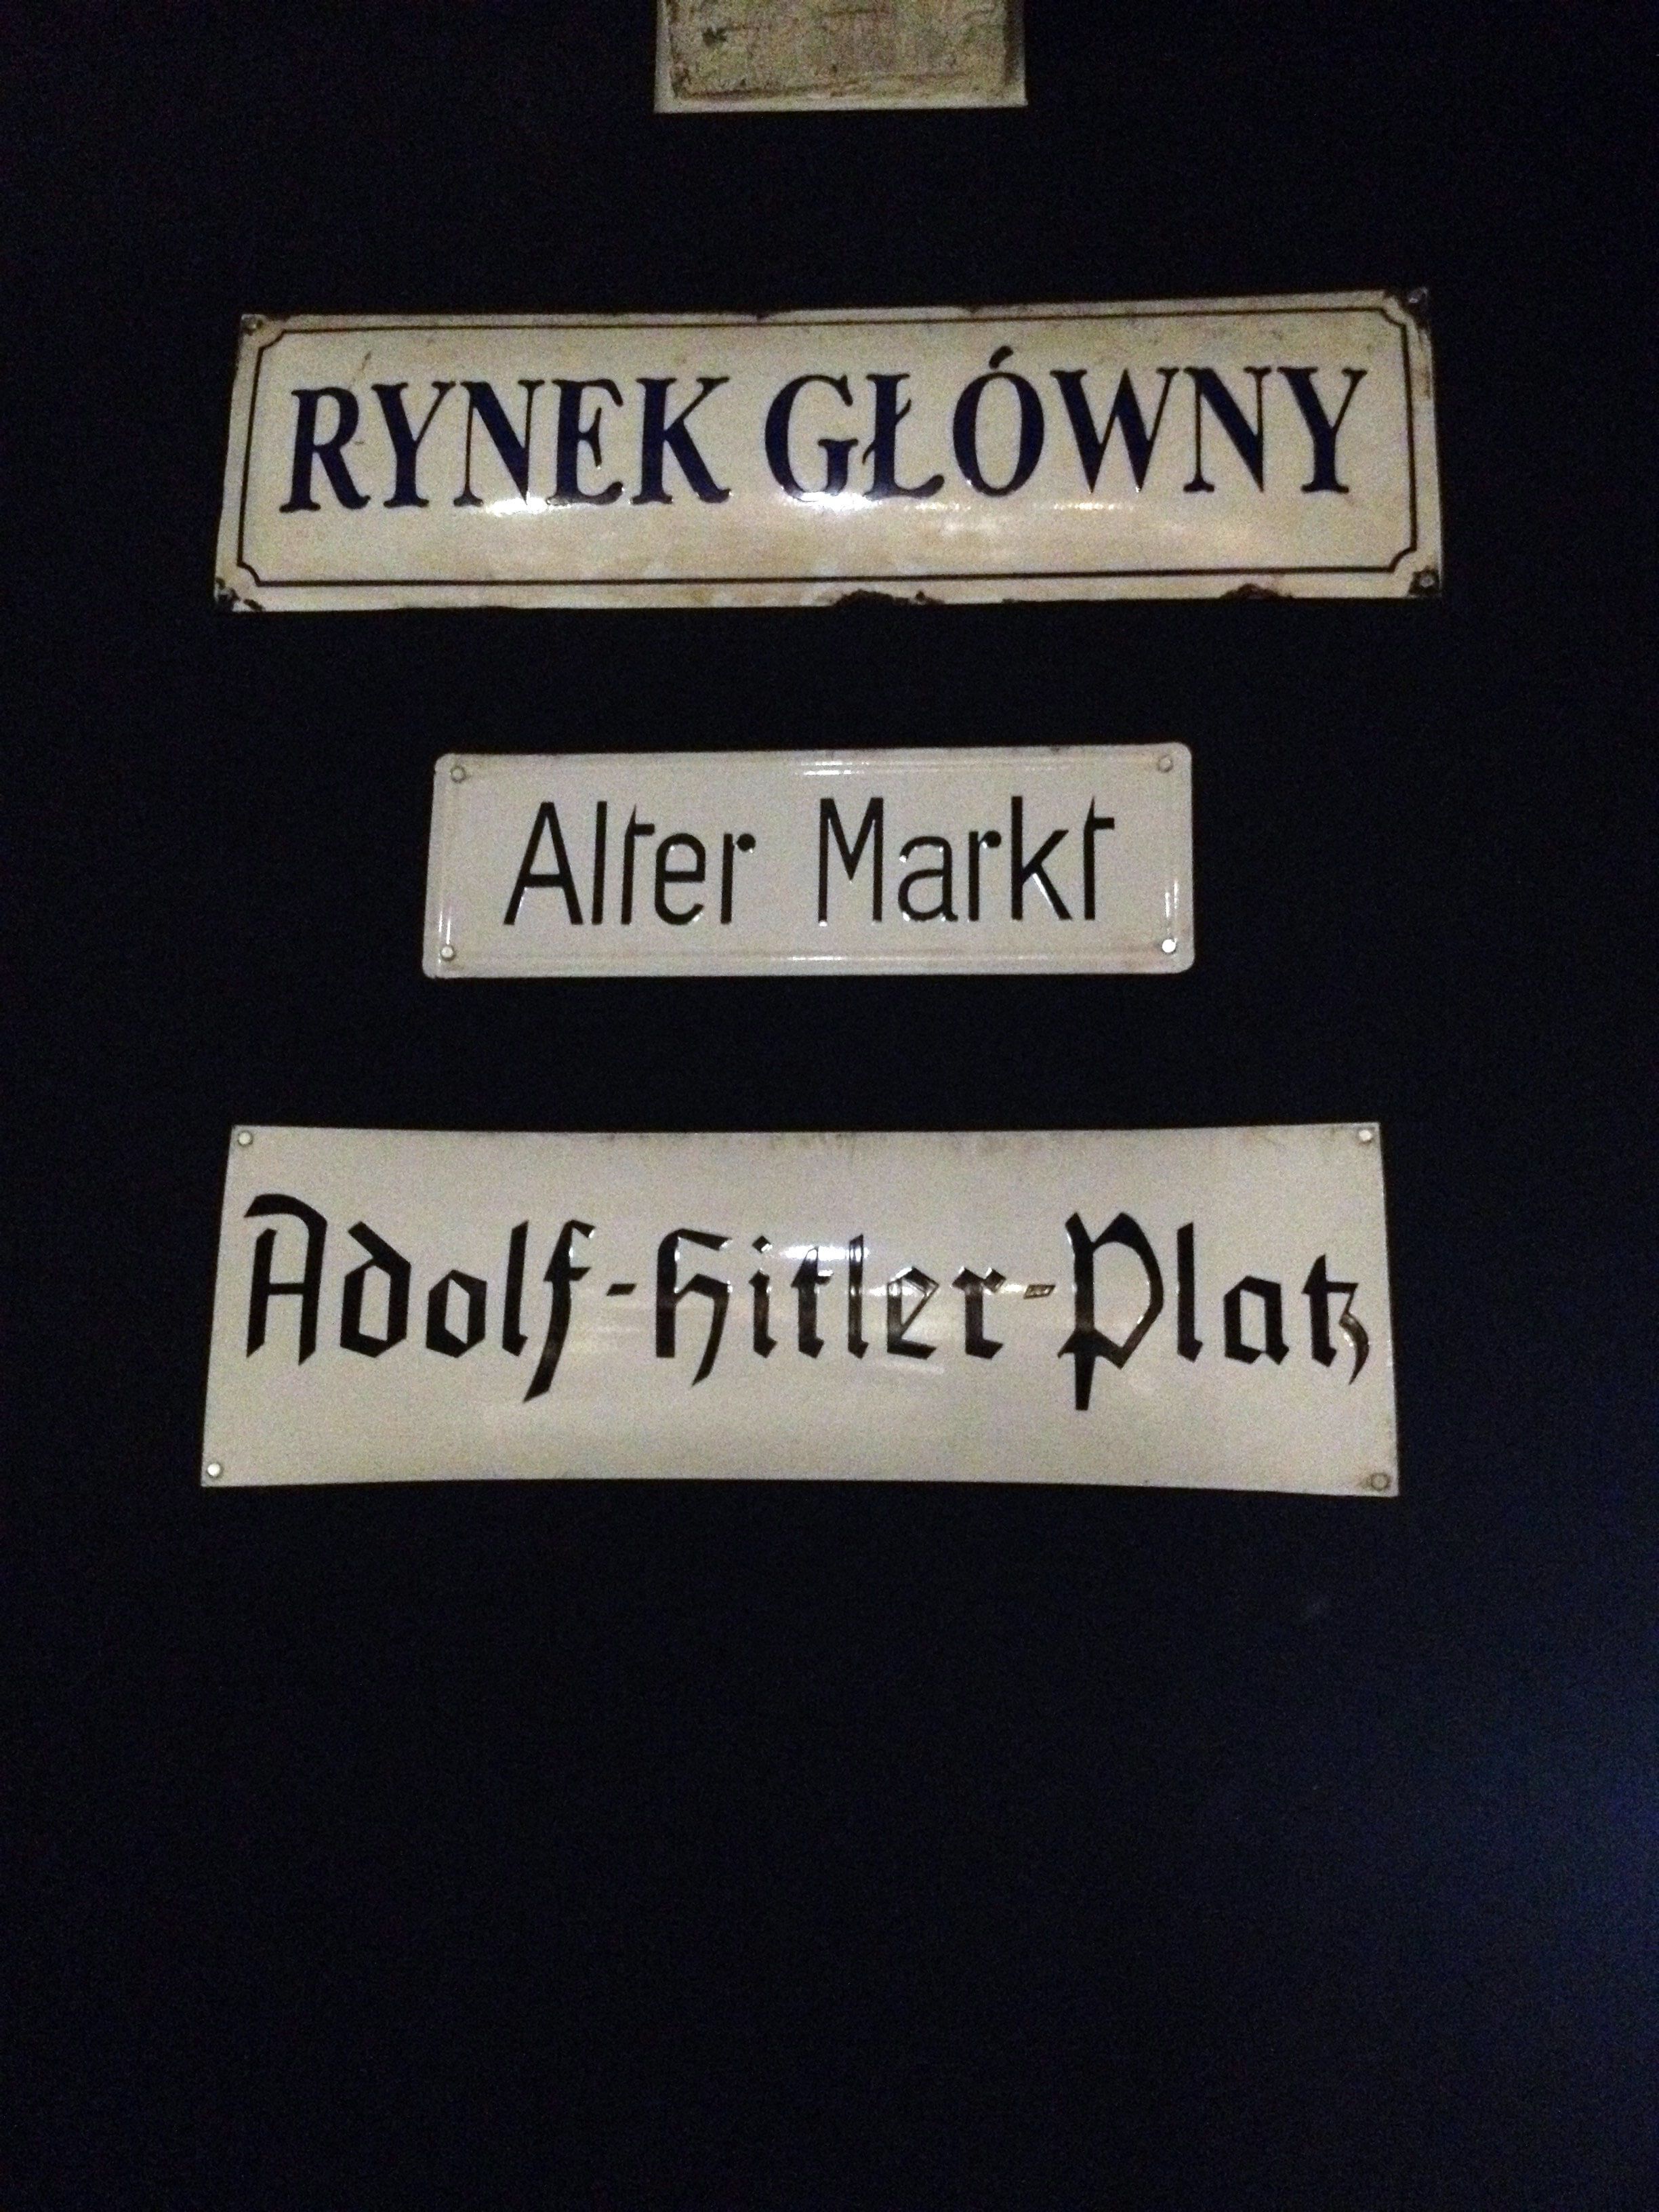 RYNEK GŁÓWNY
Alter Markt
Adolf-Hitler-Platz